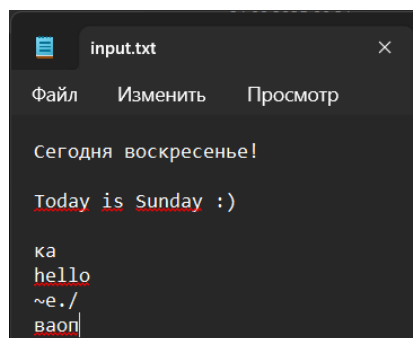 input.txt
Файл Изменить Просмотр
Сегодня воскресенье!
Today is Sunday :)
ка
hello
~e./
ваоп